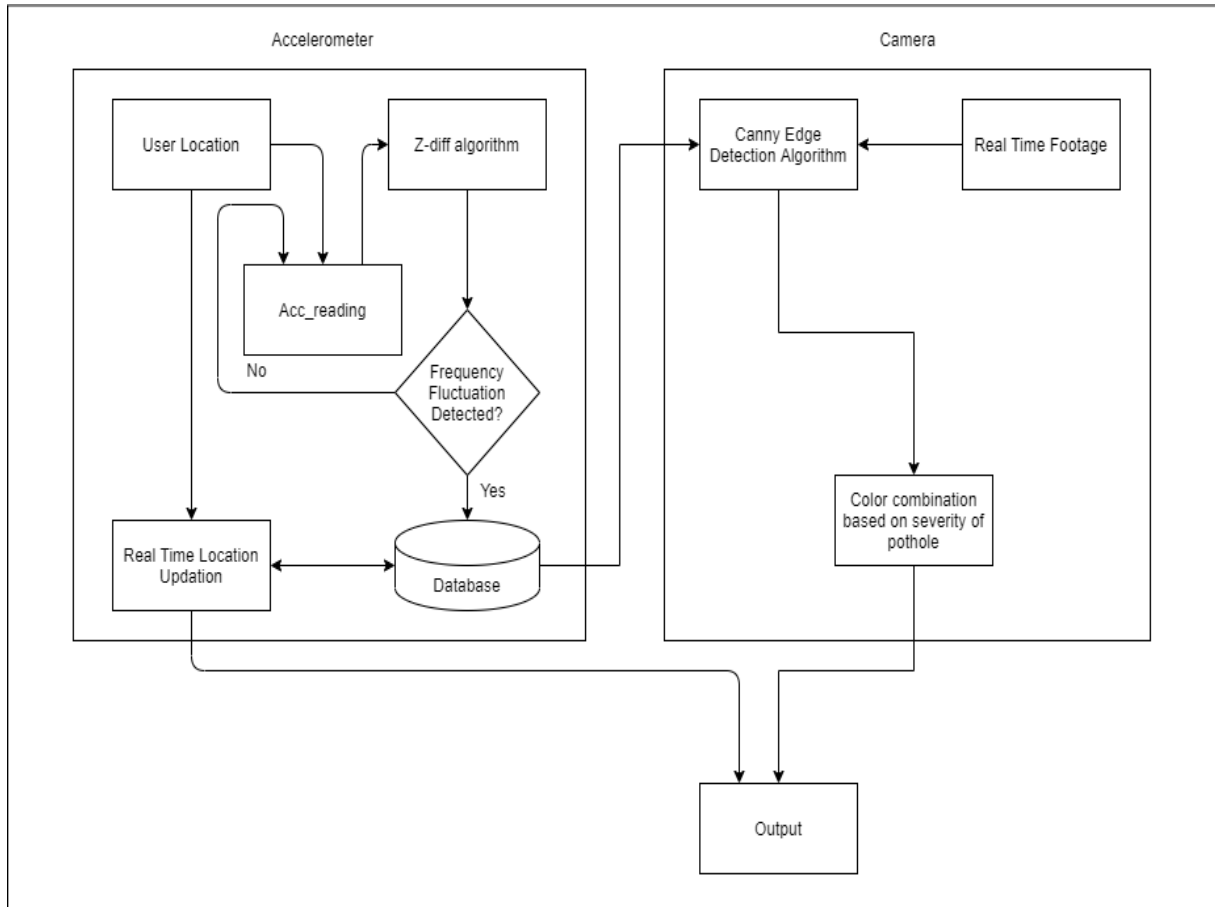 Accelerometer
Camera
User Location
Z-diff algorithm
Canny Edge
Detection Algorithm
Real Time Footage
Acc_reading
No
Frequency
Fluctuation
Detected?
Yes
Color combination
based on severity of
pothole
Real Time Location
Updation
Database
Output